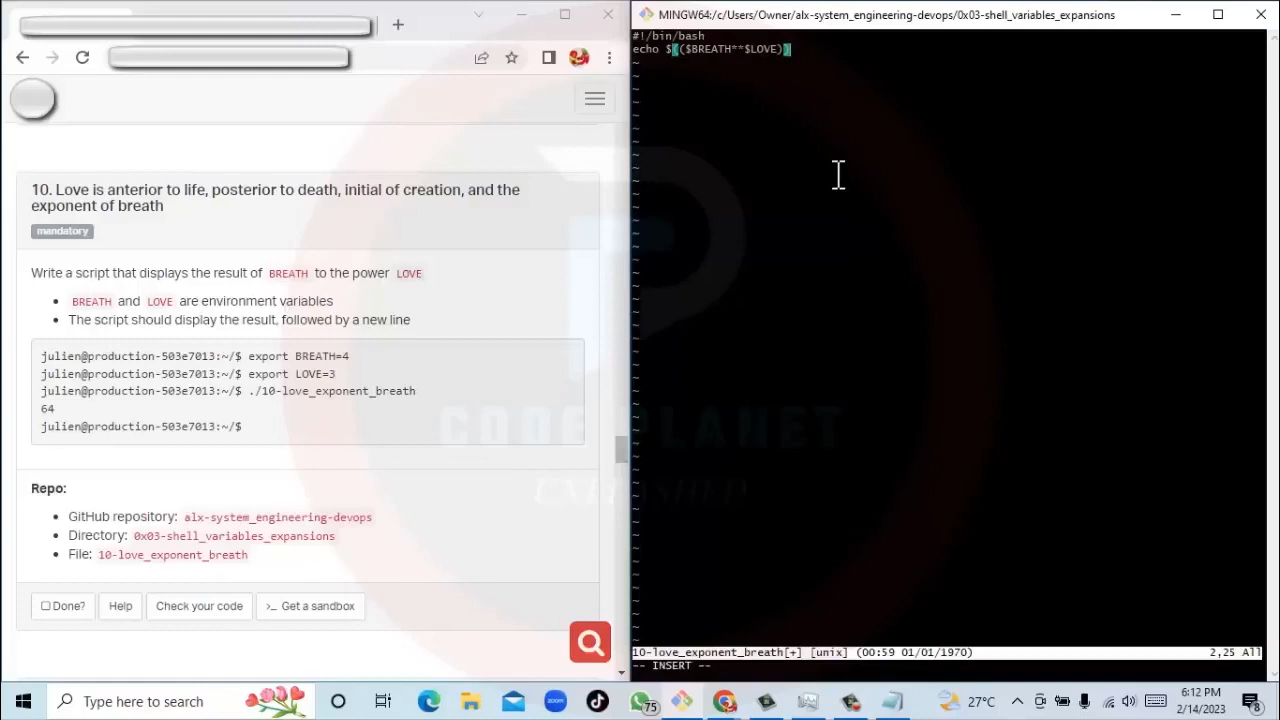 MINGW64:/c/Users/Owner/alx-system_engineering-devops/0x03-shell_variables_expansions
#!/bin/bash
echo $(($BREATH**$LOVE))
10. Love is anterior to life, posterior to death, initial of creation, and the
exponent of breath
mandatory
Write a script that displays the result of BREATH to the power LOVE
BREATH and LOVE are environment variables
The script should display the result, followed by a new line
julien@production-503e7013:~/$ export BREATH=4
julien@production-503e7013:~/$ export LOVE=3
julien@production-503e7013:~/$ ./10-love_exponent_breath
64
julien@production-503e7013:~/$
Repo:
GitHub repository: system_engineering-devops
Directory: 0x03-shell_variables_expansions
File: 10-love_exponent_breath
Done? Help Check your code >_ Get a sandbox
10-love_exponent_breath[+] [unix] (00:59 01/01/1970) 2,25 All
-- INSERT --
Type here to search
zoom
75
27°C
6:12 PM
2/14/2023
8